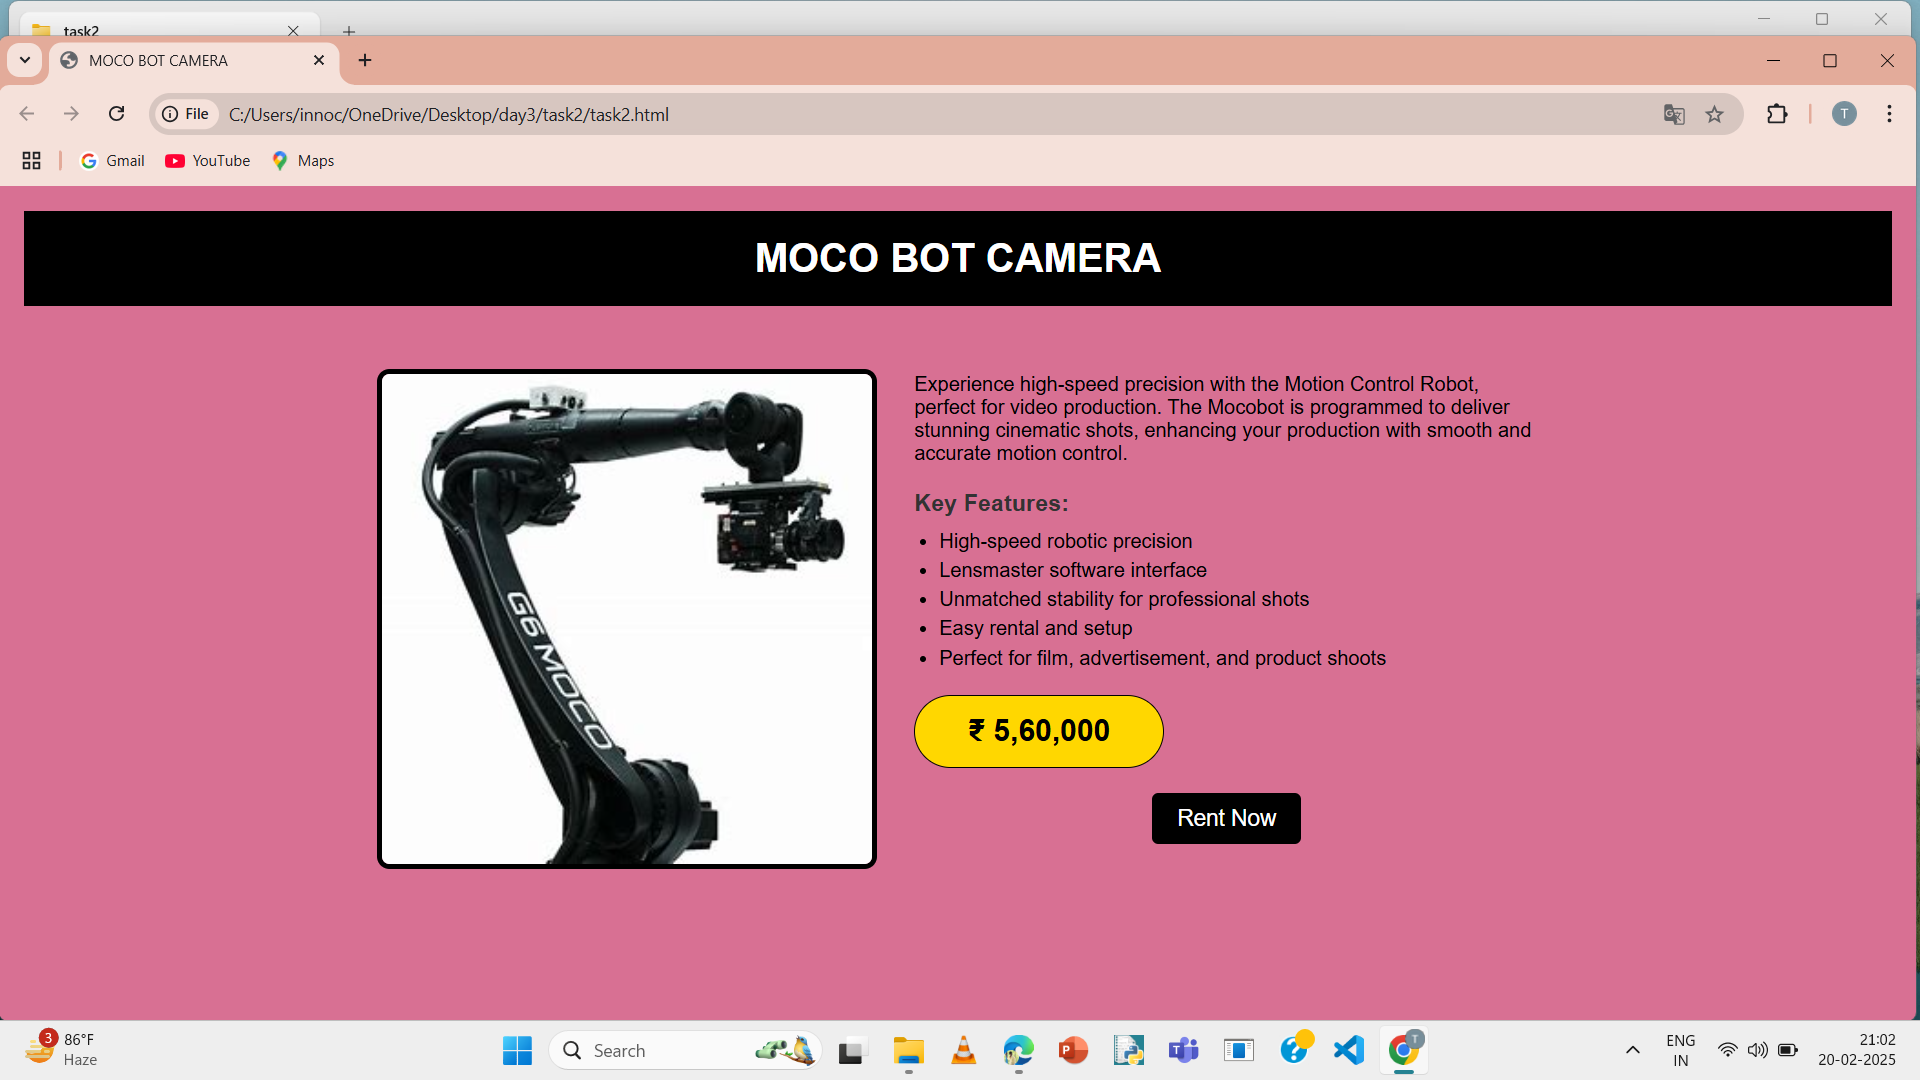 task2
MOCO BOT CAMERA
File
C:/Users/innoc/OneDrive/Desktop/day3/task2/task2.html
T
Gmail
YouTube
Maps
MOCO BOT CAMERA
G6 MOCO
Experience high-speed precision with the Motion Control Robot,
perfect for video production. The Mocobot is programmed to deliver
stunning cinematic shots, enhancing your production with smooth and
accurate motion control.
Key Features:
• High-speed robotic precision
• Lensmaster software interface
• Unmatched stability for professional shots
• Easy rental and setup
• Perfect for film, advertisement, and product shoots
₹ 5,60,000
Rent Now
3
86°F
Haze
Search
T
ENG
IN
21:02
20-02-2025